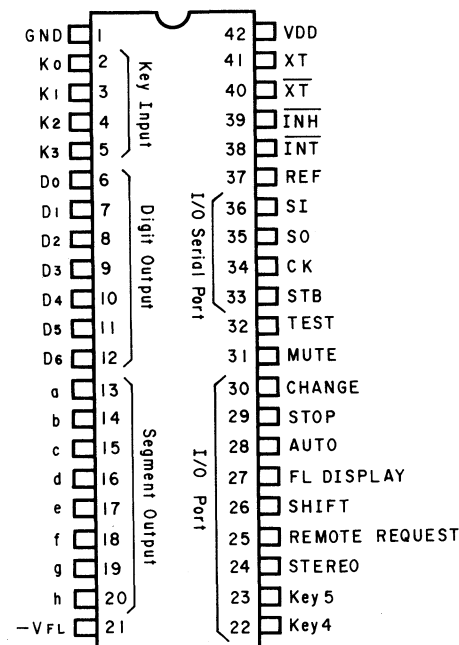 GND 1 42 VDD
K0 2 41 XT
K1 3 40 XT
K2 4 39 INH
K3 5 38 INT
Key Input
D0 6 37 REF
D1 7 36 SI
D2 8 35 SO
D3 9 34 CK
D4 10 33 STB
D5 11 32 TEST
D6 12 31 MUTE
Digit Output
I/O Serial Port
a 13 30 CHANGE
b 14 29 STOP
c 15 28 AUTO
d 16 27 FL DISPLAY
e 17 26 SHIFT
f 18 25 REMOTE REQUEST
g 19 24 STEREO
h 20 23 Key5
-VFL 21 22 Key4
Segment Output
I/O Port